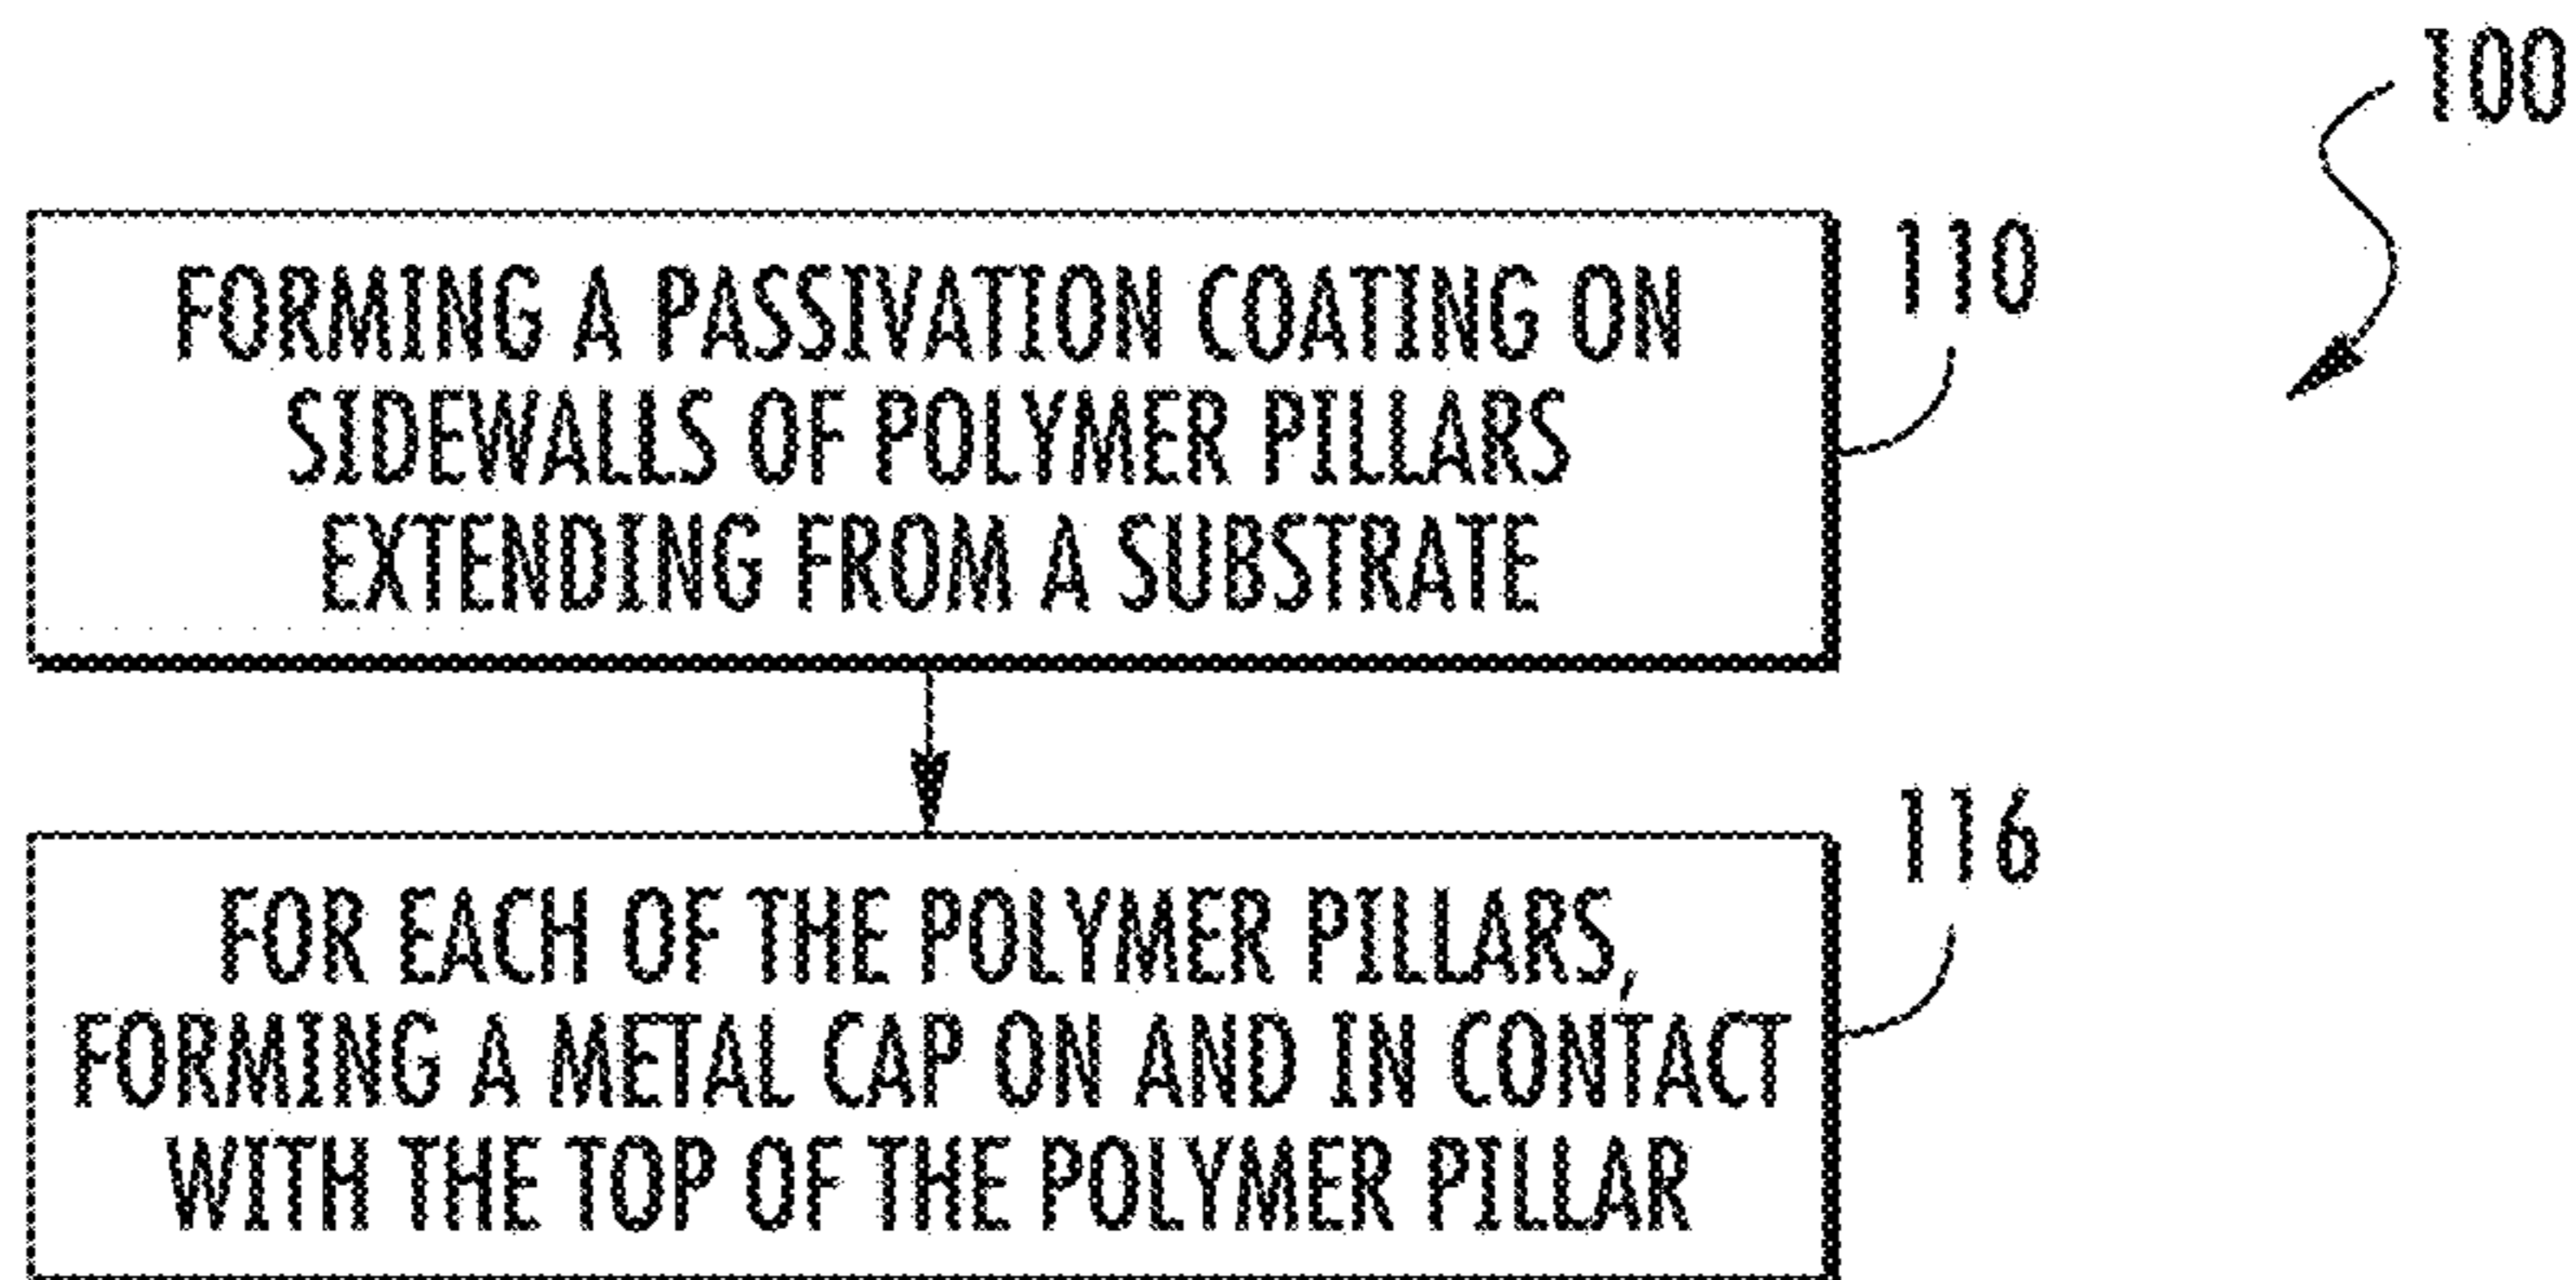 100
110
FORMING A PASSIVATION COATING ON
SIDEWALLS OF POLYMER PILLARS
EXTENDING FROM A SUBSTRATE
116
FOR EACH OF THE POLYMER PILLARS,
FORMING A METAL CAP ON AND IN CONTACT
WITH THE TOP OF THE POLYMER PILLAR